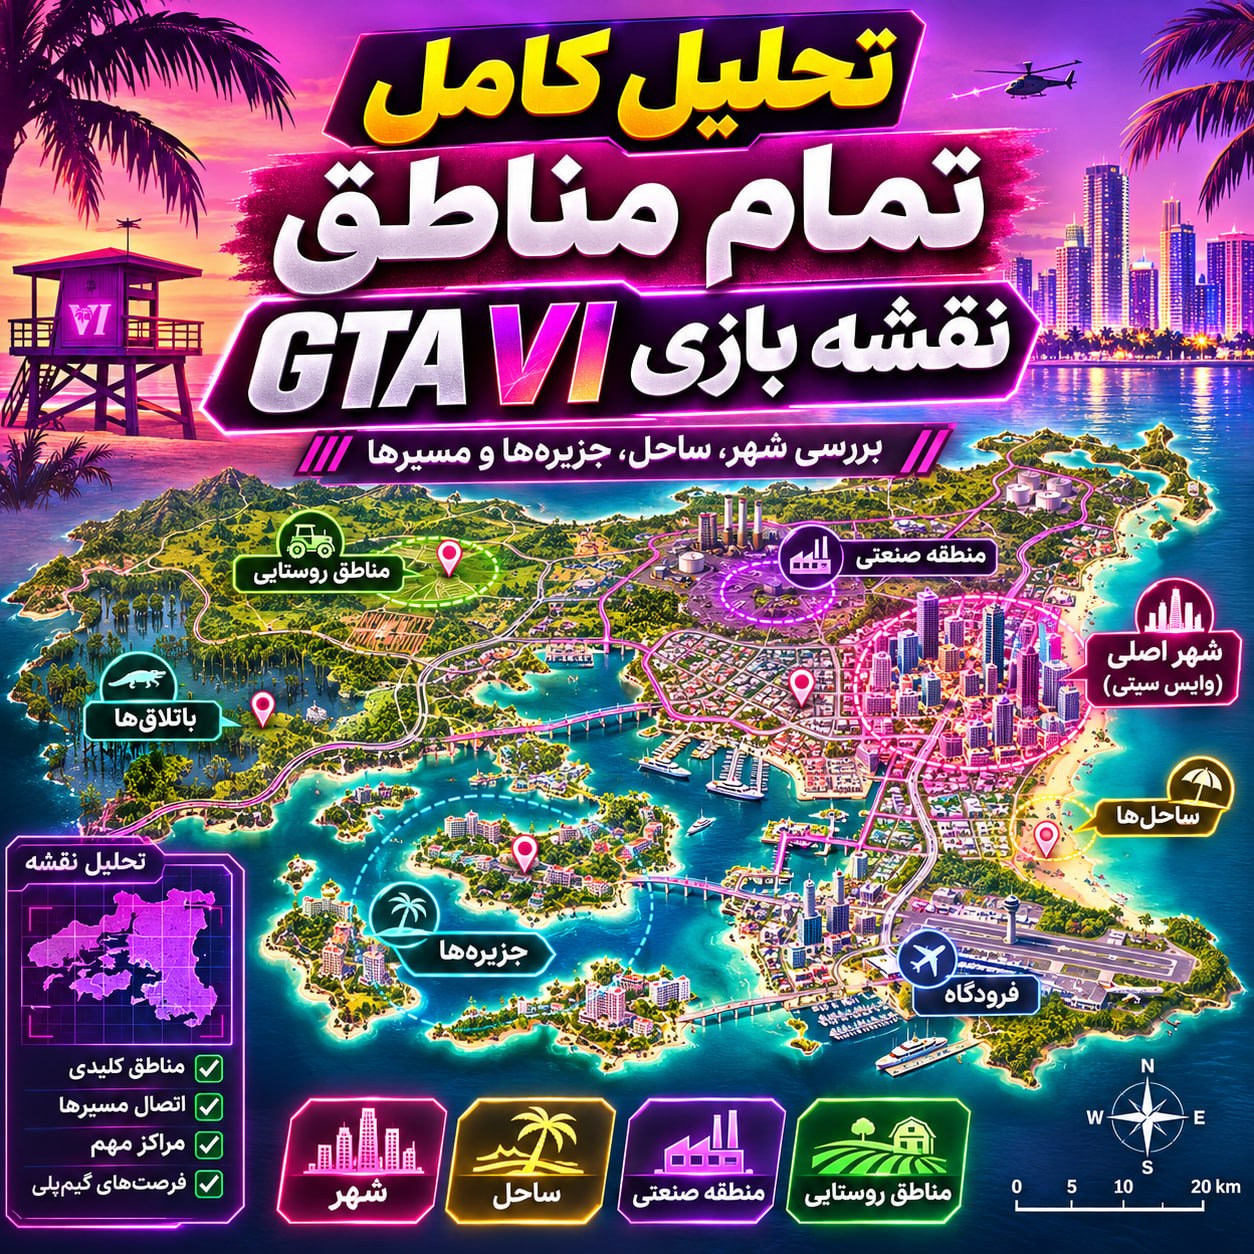 تحلیل کامل
تمام مناطق
نقشه بازی GTA VI
بررسی شهر، ساحل، جزیره‌ها و مسیرها
VI
مناطق روستایی
منطقه صنعتی
شهر اصلی
(وایس سیتی)
باتلاق‌ها
ساحل‌ها
جزیره‌ها
فرودگاه
تحلیل نقشه
مناطق کلیدی
اتصال مسیرها
مراکز مهم
فرصت‌های گیم‌پلی
شهر
ساحل
منطقه صنعتی
مناطق روستایی
N
W E
S
0 5 10 20 km